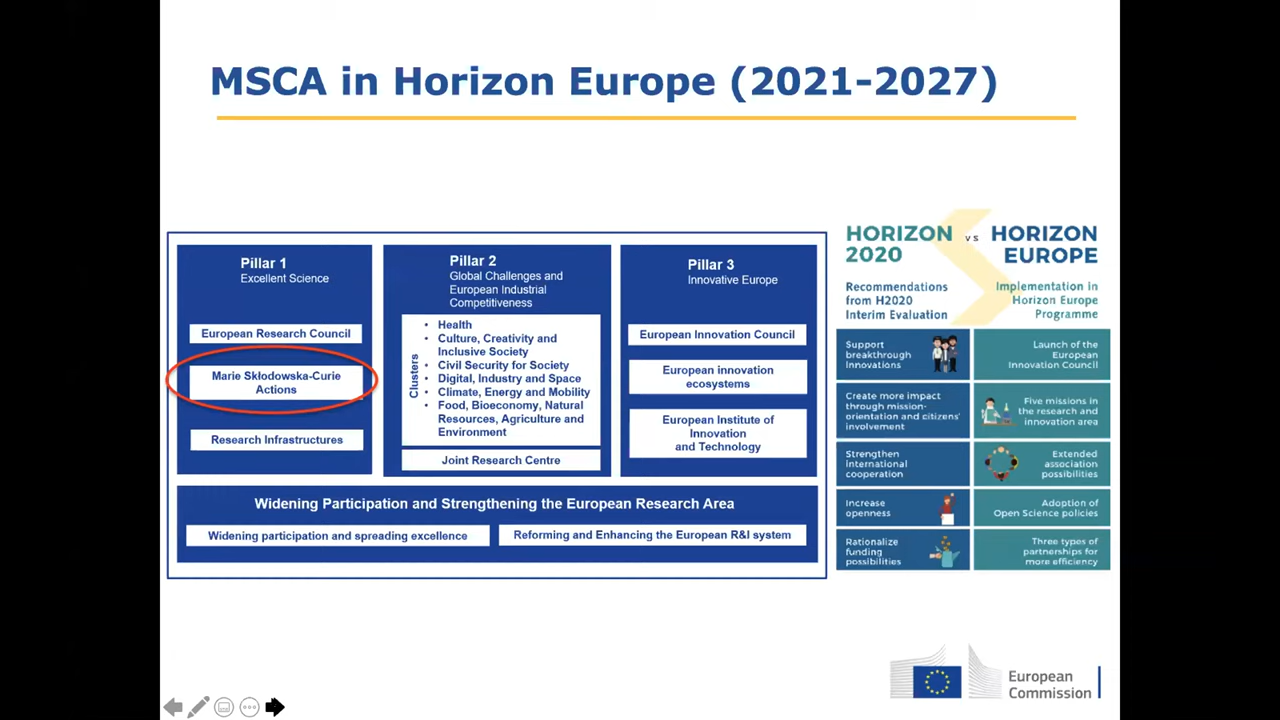 MSCA in Horizon Europe (2021-2027)
Pillar 1
Excellent Science
European Research Council
Marie Skłodowska-Curie
Actions
Research Infrastructures
Pillar 2
Global Challenges and
European Industrial
Competitiveness
Clusters
• Health
• Culture, Creativity and
Inclusive Society
• Civil Security for Society
• Digital, Industry and Space
• Climate, Energy and Mobility
• Food, Bioeconomy, Natural
Resources, Agriculture and
Environment
Joint Research Centre
Pillar 3
Innovative Europe
European Innovation Council
European innovation
ecosystems
European Institute of
Innovation
and Technology
Widening Participation and Strengthening the European Research Area
Widening participation and spreading excellence
Reforming and Enhancing the European R&I system
HORIZON
2020
vs
HORIZON
EUROPE
Recommendations
from H2020
Interim Evaluation
Implementation in
Horizon Europe
Programme
Support
breakthrough
Innovations
Launch of the
European
Innovation Council
Create more impact
through mission-
orientation and citizens'
involvement
Five missions in
the research and
innovation area
Strengthen
international
cooperation
Extended
association
possibilities
Increase
openness
Adoption of
Open Science policies
Rationalize
funding
possibilities
Three types of
partnerships for
more efficiency
European
Commission